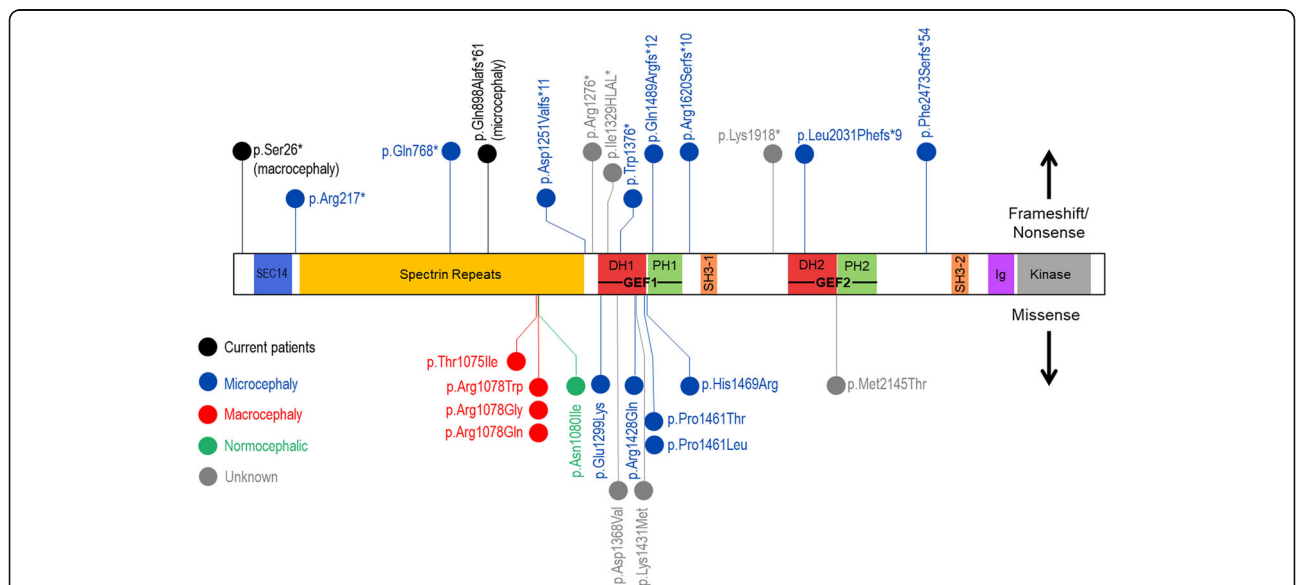 p.Ser26*
(macrocephaly)
p.Arg217*
p.Gln768*
p.Gln898Alafs*61
(microcephaly)
p.Asp1251Valfs*11
p.Arg1276*
p.Ile1329HLAL*
p.Trp1376*
p.Gln1489Argfs*12
p.Arg1620Serfs*10
p.Lys1918*
p.Leu2031Phefs*9
p.Phe2473Serfs*54
Frameshift/
Nonsense
SEC14
Spectrin Repeats
DH1
PH1
GEF1
SH3-1
DH2
PH2
GEF2
SH3-2
Ig
Kinase
Missense
Current patients
Microcephaly
Macrocephaly
Normocephalic
Unknown
p.Thr1075Ile
p.Arg1078Trp
p.Arg1078Gly
p.Arg1078Gln
p.Asn1080Ile
p.Glu1299Lys
p.Asp1368Val
p.Arg1428Gln
p.Lys1431Met
p.His1469Arg
p.Pro1461Thr
p.Pro1461Leu
p.Met2145Thr